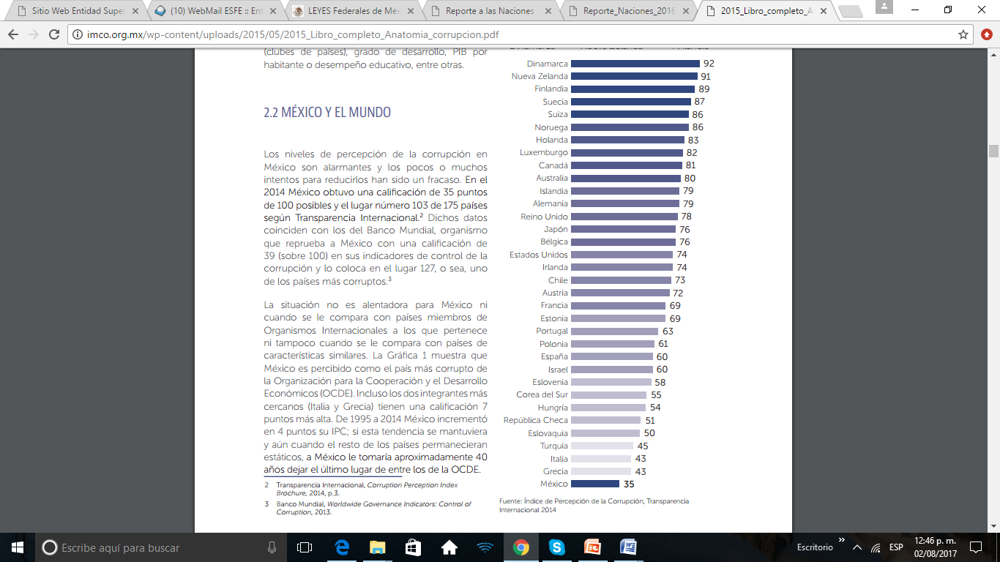 Sitio Web Entidad Super
(10) WebMail ESFE :: En
LEYES Federales de Méx
Reporte a las Naciones
Reporte_Naciones_2016
2015_Libro_completo_A
imco.org.mx/wp-content/uploads/2015/05/2015_Libro_completo_Anatomia_corrupcion.pdf
(clubes de países), grado de desarrollo, PIB por
habitante o desempeño educativo, entre otras.
2.2 MÉXICO Y EL MUNDO
Los niveles de percepción de la corrupción en
México son alarmantes y los pocos o muchos
intentos para reducirlos han sido un fracaso. En el
2014 México obtuvo una calificación de 35 puntos
de 100 posibles y el lugar número 103 de 175 países
según Transparencia Internacional.² Dichos datos
coinciden con los del Banco Mundial, organismo
que reprueba a México con una calificación de
39 (sobre 100) en sus indicadores de control de la
corrupción y lo coloca en el lugar 127, o sea, uno
de los países más corruptos.³
La situación no es alentadora para México ni
cuando se le compara con países miembros de
Organismos Internacionales a los que pertenece
ni tampoco cuando se le compara con países de
características similares. La Gráfica 1 muestra que
México es percibido como el país más corrupto de
la Organización para la Cooperación y el Desarrollo
Económicos (OCDE). Incluso los dos integrantes más
cercanos (Italia y Grecia) tienen una calificación 7
puntos más alta. De 1995 a 2014 México incrementó
en 4 puntos su IPC; si esta tendencia se mantuviera
y aún cuando el resto de los países permanecieran
estáticos, a México le tomaría aproximadamente 40
años dejar el último lugar de entre los de la OCDE.
2 Transparencia Internacional, Corruption Perception Index
Brochure, 2014, p.3.
3 Banco Mundial, Worldwide Governance Indicators: Control of
Corruption, 2013.
Dinamarca 92
Nueva Zelanda 91
Finlandia 89
Suecia 87
Suiza 86
Noruega 86
Holanda 83
Luxemburgo 82
Canadá 81
Australia 80
Islandia 79
Alemania 79
Reino Unido 78
Japón 76
Bélgica 76
Estados Unidos 74
Irlanda 74
Chile 73
Austria 72
Francia 69
Estonia 69
Portugal 63
Polonia 61
España 60
Israel 60
Eslovenia 58
Corea del Sur 55
Hungría 54
República Checa 51
Eslovaquia 50
Turquía 45
Italia 43
Grecia 43
México 35
Fuente: Índice de Percepción de la Corrupción, Transparencia
Internacional 2014
Escribe aquí para buscar
Escritorio
ESP
12:46 p. m.
02/08/2017